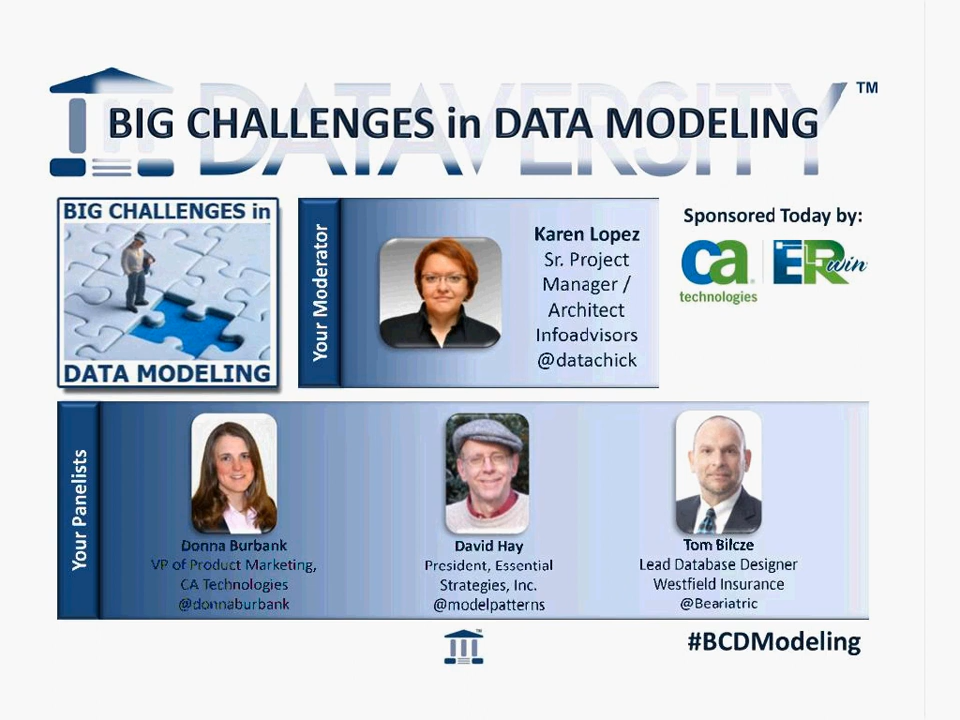 DATAVERSITY
TM
BIG CHALLENGES in DATA MODELING
BIG CHALLENGES in
DATA MODELING
Your Moderator
Karen Lopez
Sr. Project
Manager /
Architect
Infoadvisors
@datachick
Sponsored Today by:
ca
technologies
ERwin
Your Panelists
Donna Burbank
VP of Product Marketing,
CA Technologies
@donnaburbank
David Hay
President, Essential
Strategies, Inc.
@modelpatterns
Tom Bilcze
Lead Database Designer
Westfield Insurance
@Beariatric
#BCDModeling